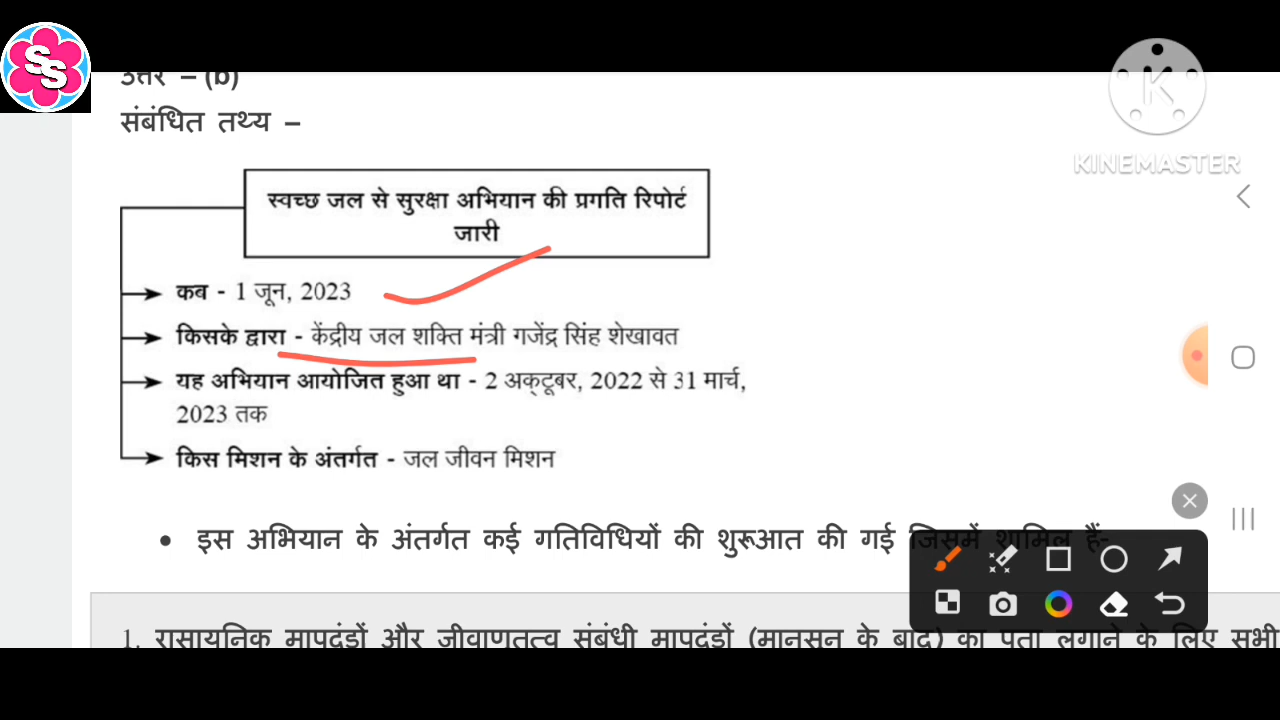 SS
उत्तर – (b)
KINEMASTER
संबंधित तथ्य –
स्वच्छ जल से सुरक्षा अभियान की प्रगति रिपोर्ट
जारी
कब - 1 जून, 2023
किसके द्वारा - केंद्रीय जल शक्ति मंत्री गजेंद्र सिंह शेखावत
यह अभियान आयोजित हुआ था - 2 अक्टूबर, 2022 से 31 मार्च,
2023 तक
किस मिशन के अंतर्गत - जल जीवन मिशन
• इस अभियान के अंतर्गत कई गतिविधियों की शुरूआत की गई जिसमें शामिल हैं-
1. रासायनिक मापदंडों और जीवाणुतत्व संबंधी मापदंडों (मानसून के बाद) का पता लगाने के लिए सभी